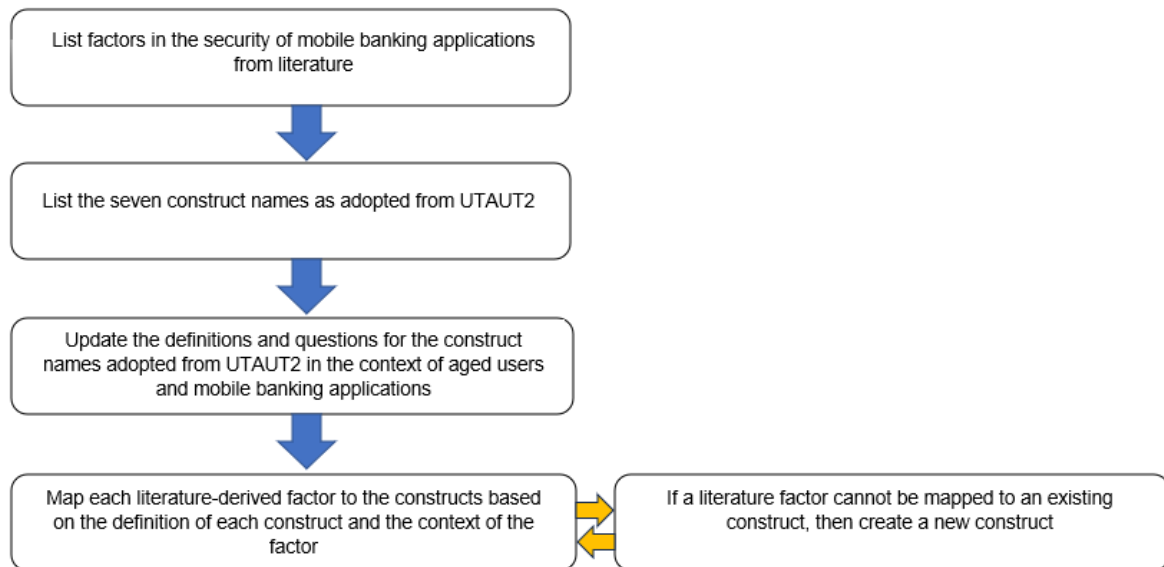 List factors in the security of mobile banking applications
from literature
List the seven construct names as adopted from UTAUT2
Update the definitions and questions for the construct
names adopted from UTAUT2 in the context of aged users
and mobile banking applications
Map each literature-derived factor to the constructs based
on the definition of each construct and the context of the
factor
If a literature factor cannot be mapped to an existing
construct, then create a new construct